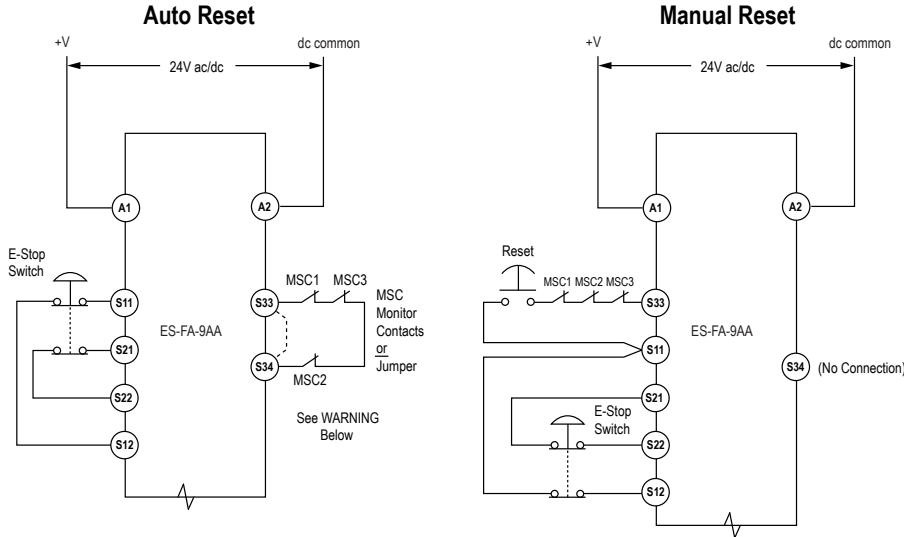 Auto Reset
+V
dc common
24V ac/dc
A1
A2
E-Stop
Switch
S11
S21
S22
S12
ES-FA-9AA
S33
S34
MSC1
MSC3
MSC2
MSC
Monitor
Contacts
or
Jumper
See WARNING
Below
Manual Reset
+V
dc common
24V ac/dc
A1
A2
Reset
MSC1
MSC2
MSC3
S33
S11
ES-FA-9AA
S34
(No Connection)
S21
E-Stop
Switch
S22
S12